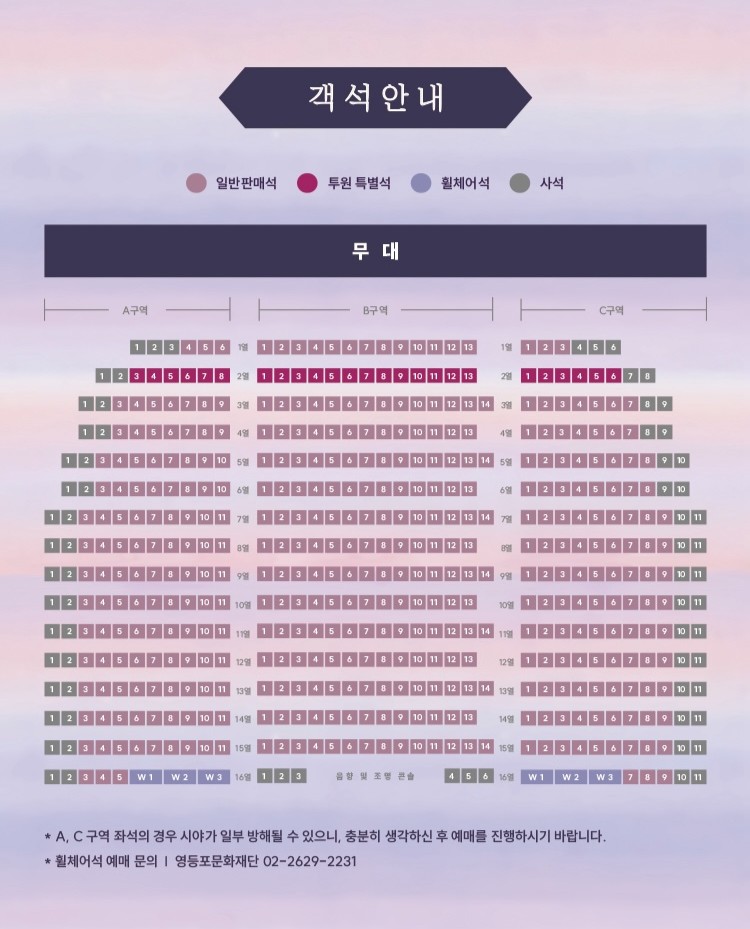 객석안내
일반판매석 투원 특별석 휠체어석 사석
무 대
A구역 B구역 C구역
1 2 3 4 5 6 1열 1 2 3 4 5 6 7 8 9 10 11 12 13 1열 1 2 3 4 5 6
1 2 3 4 5 6 7 8 2열 1 2 3 4 5 6 7 8 9 10 11 12 13 2열 1 2 3 4 5 6 7 8
1 2 3 4 5 6 7 8 9 3열 1 2 3 4 5 6 7 8 9 10 11 12 13 14 3열 1 2 3 4 5 6 7 8 9
1 2 3 4 5 6 7 8 9 4열 1 2 3 4 5 6 7 8 9 10 11 12 13 4열 1 2 3 4 5 6 7 8 9
1 2 3 4 5 6 7 8 9 10 5열 1 2 3 4 5 6 7 8 9 10 11 12 13 14 5열 1 2 3 4 5 6 7 8 9 10
1 2 3 4 5 6 7 8 9 10 6열 1 2 3 4 5 6 7 8 9 10 11 12 13 6열 1 2 3 4 5 6 7 8 9 10
1 2 3 4 5 6 7 8 9 10 11 7열 1 2 3 4 5 6 7 8 9 10 11 12 13 14 7열 1 2 3 4 5 6 7 8 9 10 11
1 2 3 4 5 6 7 8 9 10 11 8열 1 2 3 4 5 6 7 8 9 10 11 12 13 8열 1 2 3 4 5 6 7 8 9 10 11
1 2 3 4 5 6 7 8 9 10 11 9열 1 2 3 4 5 6 7 8 9 10 11 12 13 14 9열 1 2 3 4 5 6 7 8 9 10 11
1 2 3 4 5 6 7 8 9 10 11 10열 1 2 3 4 5 6 7 8 9 10 11 12 13 10열 1 2 3 4 5 6 7 8 9 10 11
1 2 3 4 5 6 7 8 9 10 11 11열 1 2 3 4 5 6 7 8 9 10 11 12 13 14 11열 1 2 3 4 5 6 7 8 9 10 11
1 2 3 4 5 6 7 8 9 10 11 12열 1 2 3 4 5 6 7 8 9 10 11 12 13 12열 1 2 3 4 5 6 7 8 9 10 11
1 2 3 4 5 6 7 8 9 10 11 13열 1 2 3 4 5 6 7 8 9 10 11 12 13 14 13열 1 2 3 4 5 6 7 8 9 10 11
1 2 3 4 5 6 7 8 9 10 11 14열 1 2 3 4 5 6 7 8 9 10 11 12 13 14열 1 2 3 4 5 6 7 8 9 10 11
1 2 3 4 5 6 7 8 9 10 11 15열 1 2 3 4 5 6 7 8 9 10 11 12 13 14 15열 1 2 3 4 5 6 7 8 9 10 11
1 2 3 4 5 W1 W2 W3 16열 1 2 3 음향 및 조명 콘솔 4 5 6 16열 W1 W2 W3 7 8 9 10 11
* A, C 구역 좌석의 경우 시야가 일부 방해될 수 있으니, 충분히 생각하신 후 예매를 진행하시기 바랍니다.
* 휠체어석 예매 문의 | 영등포문화재단 02-2629-2231